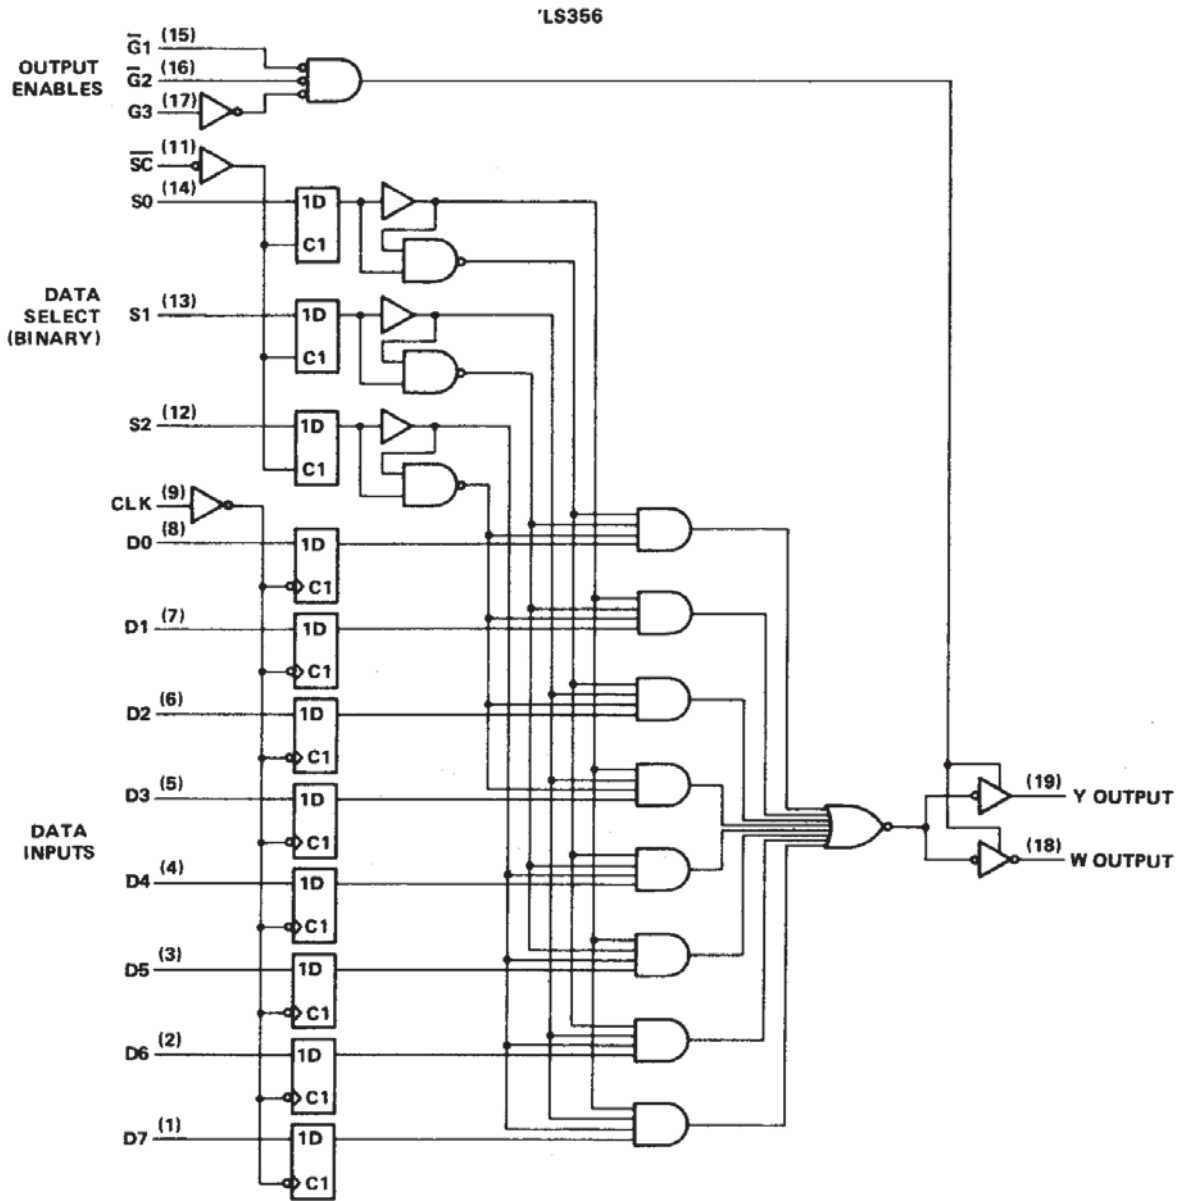 'LS356
G̅1 (15)
OUTPUT
ENABLES
G̅2 (16)
G3 (17)
S̅C̅ (11)
S0 (14)
1D
C1
DATA
SELECT
(BINARY)
S1 (13)
1D
C1
S2 (12)
1D
C1
CLK (9)
D0 (8)
1D
C1
D1 (7)
1D
C1
D2 (6)
1D
C1
D3 (5)
1D
C1
DATA
INPUTS
D4 (4)
1D
C1
D5 (3)
1D
C1
D6 (2)
1D
C1
D7 (1)
1D
C1
(19) Y OUTPUT
(18) W OUTPUT